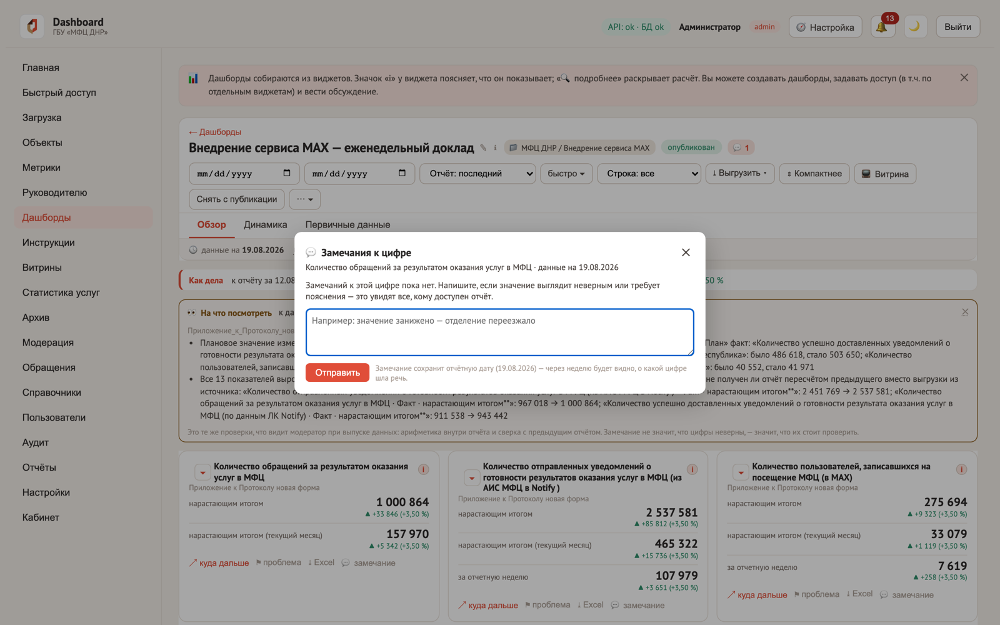 Dashboard
ГБУ «МФЦ ДНР»
API: ok · БД ok
Администратор
admin
Настройка
13
Выйти
Главная
Быстрый доступ
Загрузка
Объекты
Метрики
Руководителю
Дашборды
Инструкции
Витрины
Статистика услуг
Архив
Модерация
Обращения
Справочники
Пользователи
Аудит
Отчёты
Настройки
Кабинет
Дашборды собираются из виджетов. Значок «i» у виджета поясняет, что он показывает; «🔍 подробнее» раскрывает расчёт. Вы можете создавать дашборды, задавать доступ (в т.ч. по
отдельным виджетам) и вести обсуждение.
← Дашборды
Внедрение сервиса MAX — еженедельный доклад
МФЦ ДНР / Внедрение сервиса MAX
опубликован
1
mm/dd/yyyy
mm/dd/yyyy
Отчёт: последний
быстро
Строка: все
↓ Выгрузить
Компактнее
Витрина
Снять с публикации
···
Обзор
Динамика
Первичные данные
данные на 19.08.2026
Как дела к отчёту за 12.08
50 %
На что посмотреть к да
Приложение_к_Протоколу_нов
Плановое значение изме
План» факт: «Количество успешно доставленных уведомлений о
готовности результата ок
еспублика»: было 486 618, стало 503 650; «Количество
пользователей, записавш
»: было 40 552, стало 41 971
Все 13 показателей выро
не получен ли отчёт пересчётом предыдущего вместо выгрузки из
источника: «Количество
нарастающим итогом**»: 2 451 769 → 2 537 581; «Количество
обращений за результатом оказания услуг в МФЦ · Факт · нарастающим итогом**»: 967 018 → 1 000 864; «Количество успешно доставленных уведомлений о готовности результата оказания услуг в
МФЦ (по данным ЛК Notify) · Факт · нарастающим итогом**»: 911 538 → 943 442
Это те же проверки, что видит модератор при выпуске данных: арифметика внутри отчёта и сверка с предыдущим отчётом. Замечание не значит, что цифры неверны, — значит, что их стоит проверить.
Замечания к цифре
Количество обращений за результатом оказания услуг в МФЦ · данные на 19.08.2026
Замечаний к этой цифре пока нет. Напишите, если значение выглядит неверным или требует
пояснения — это увидят все, кому доступен отчёт.
Например: значение занижено — отделение переезжало
Отправить
Замечание сохранит отчётную дату (19.08.2026) — через неделю будет видно, о какой цифре
шла речь.
Количество обращений за результатом оказания
услуг в МФЦ
i
Приложение к Протоколу новая форма
нарастающим итогом
1 000 864
▲ +33 846 (+3,50 %)
нарастающим итогом (текущий месяц)
157 970
▲ +5 342 (+3,50 %)
куда дальше
проблема
↓ Excel
замечание
Количество отправленных уведомлений о
готовности результатов оказания услуг в МФЦ (из
АИС МФЦ в Notify )
i
Приложение к Протоколу новая форма
нарастающим итогом
2 537 581
▲ +85 812 (+3,50 %)
нарастающим итогом (текущий месяц)
465 322
▲ +15 736 (+3,50 %)
за отчетную неделю
107 979
▲ +3 651 (+3,50 %)
куда дальше
проблема
↓ Excel
замечание
Количество пользователей, записавшихся на
посещение МФЦ (в MAX)
i
Приложение к Протоколу новая форма
нарастающим итогом
275 694
▲ +9 323 (+3,50 %)
нарастающим итогом (текущий месяц)
33 079
▲ +1 119 (+3,50 %)
за отчетную неделю
7 619
▲ +258 (+3,50 %)
куда дальше
проблема
↓ Excel
замечание